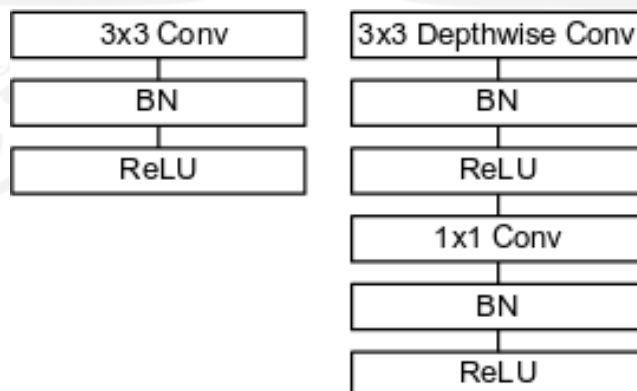 3x3 Conv
BN
ReLU
3x3 Depthwise Conv
BN
ReLU
1x1 Conv
BN
ReLU